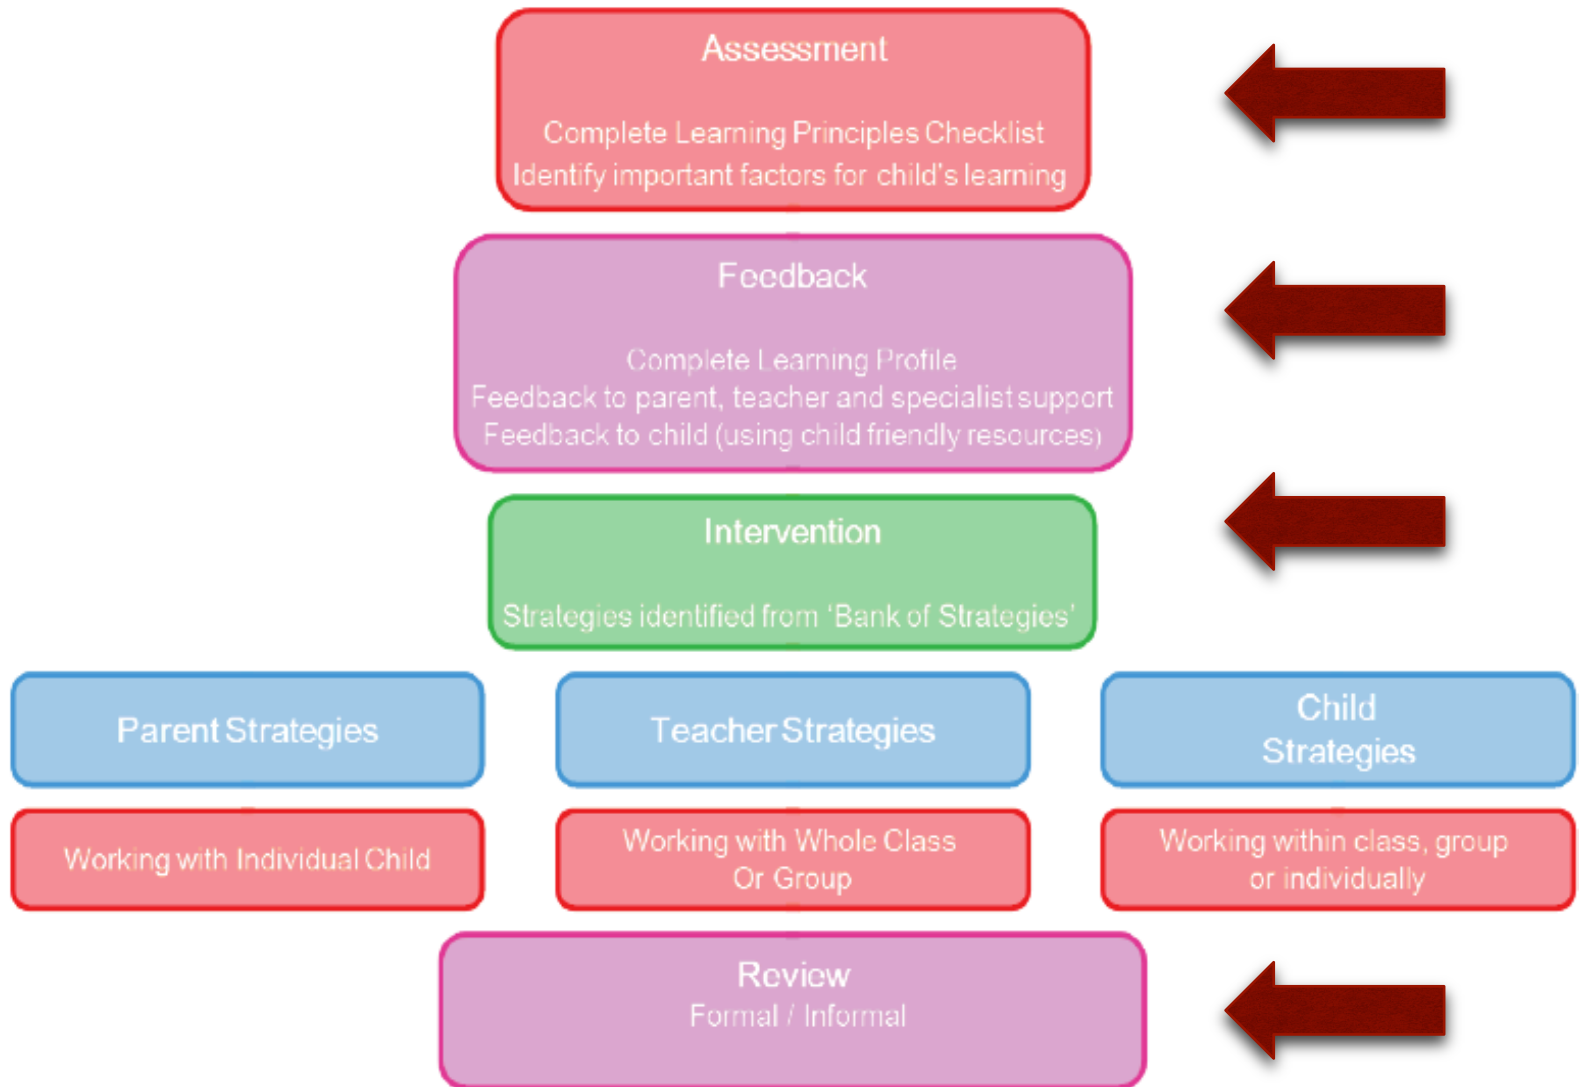 Assessment
Complete Learning Principles Checklist
Identify important factors for child's learning
Feedback
Complete Learning Profile
Feedback to parent, teacher and specialist support
Feedback to child (using child friendly resources)
Intervention
Strategies identified from ‘Bank of Strategies’
Parent Strategies
Teacher Strategies
Child
Strategies
Working with Individual Child
Working with Whole Class
Or Group
Working within class, group
or individually
Review
Formal / Informal